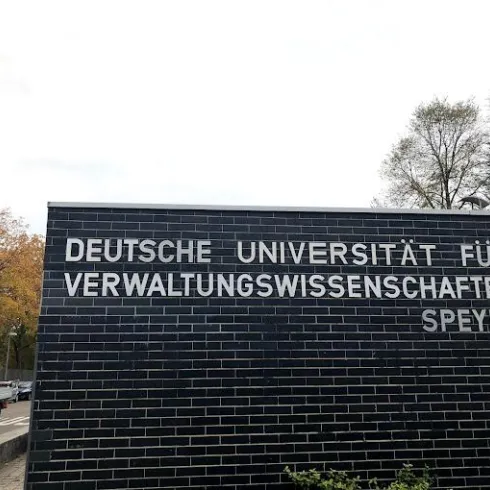 DEUTSCHE UNIVERSITÄT FÜ
VERWALTUNGSWISSENSCHAFTE
SPEY